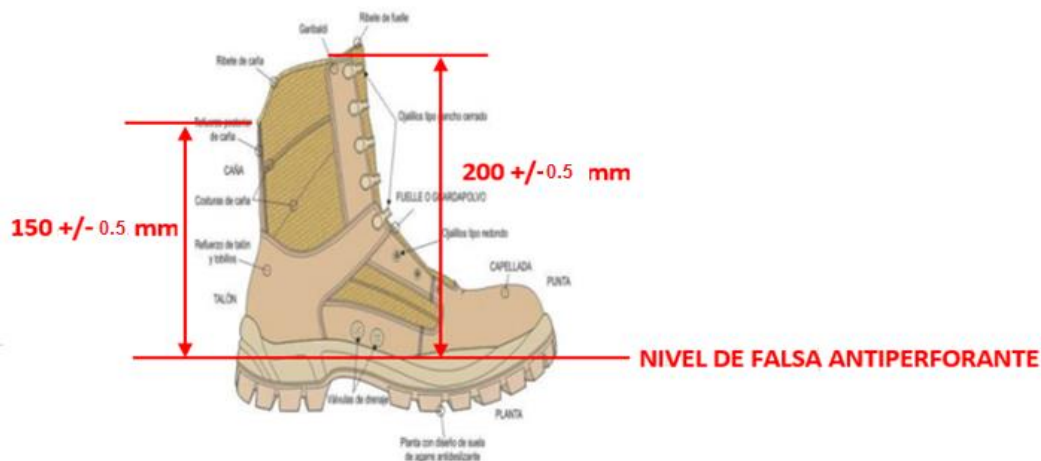 Ribete de fuelle
Garibaldi
Ribete de caña
Refuerzo posterior
de caña
Ojalillos tipo gancho cerrado
CAÑA
200 +/- 0.5 mm
Costuras de caña
FUELLE O GUARDAPOLVO
150 +/- 0.5 mm
Ojalillos tipo redondo
Refuerzo de talón
y tobillos
CAPELLADA
PUNTA
TALÓN
NIVEL DE FALSA ANTIPERFORANTE
Válvulas de drenaje
PLANTA
Planta con diseño de suela
de agarre antideslizante